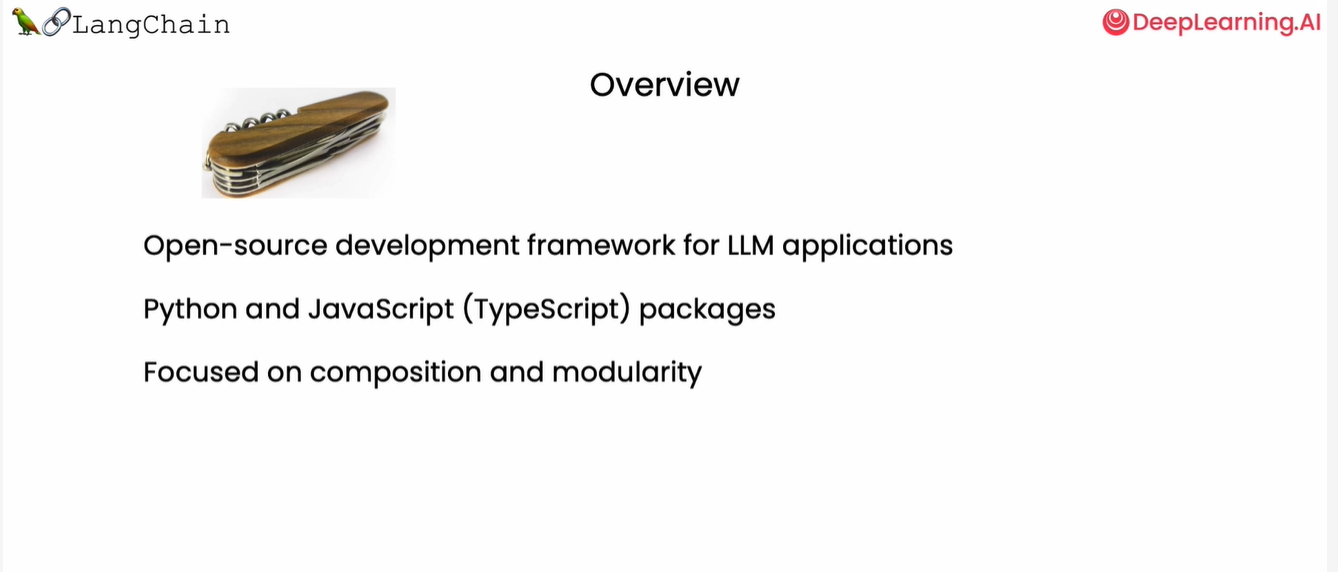 LangChain
DeepLearning.AI
Overview
Open-source development framework for LLM applications
Python and JavaScript (TypeScript) packages
Focused on composition and modularity